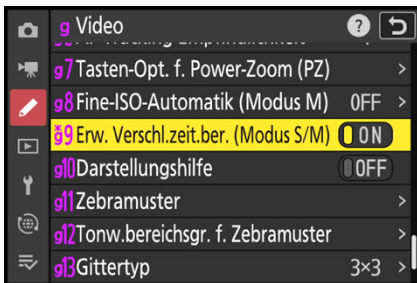 g Video ?
g7 Tasten-Opt. f. Power-Zoom (PZ) >
g8 Fine-ISO-Automatik (Modus M) OFF >
*g9 Erw. Verschl.zeit.ber. (Modus S/M) ON
g10 Darstellungshilfe OFF
g11 Zebramuster >
g12 Tonw.bereichsgr. f. Zebramuster >
g13 Gittertyp 3×3 >